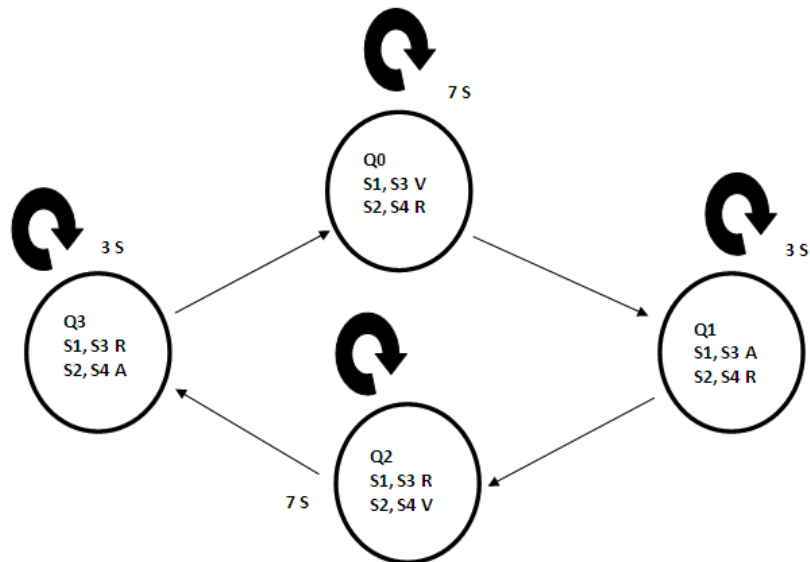 7 S
Q0
S1, S3 V
S2, S4 R
3 S
Q3
S1, S3 R
S2, S4 A
3 S
Q1
S1, S3 A
S2, S4 R
Q2
S1, S3 R
S2, S4 V
7 S